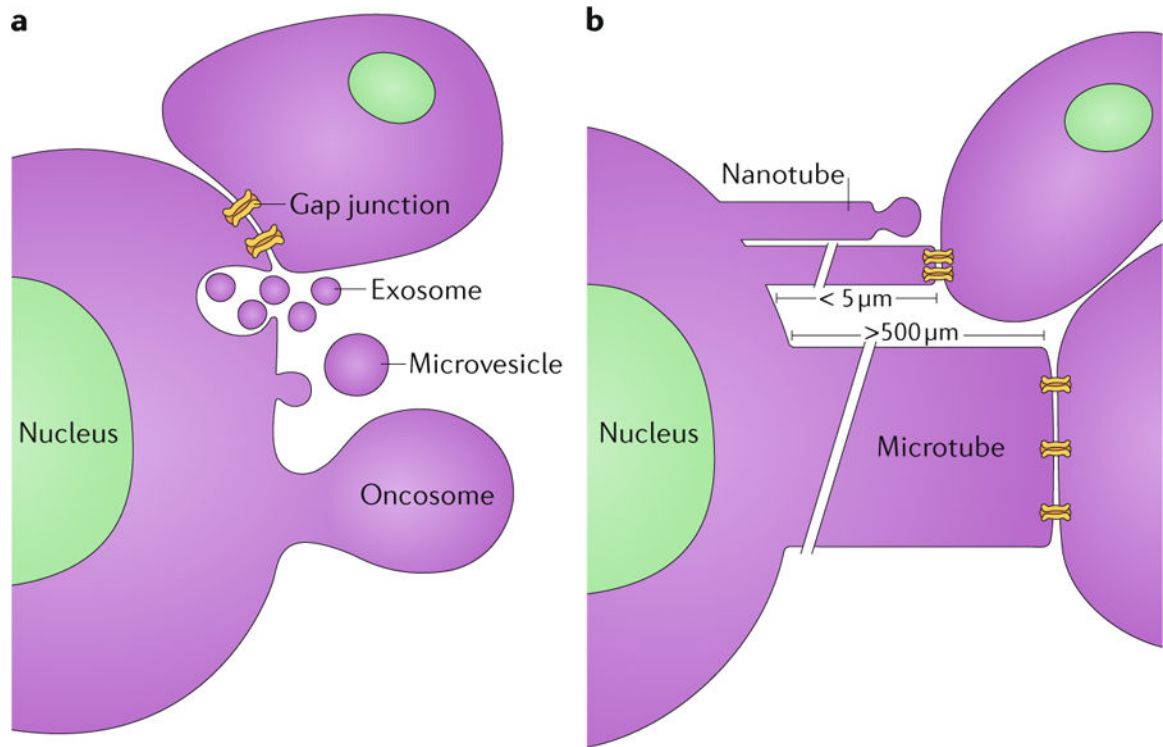 a
Gap junction
Exosome
Microvesicle
Nucleus
Oncosome
b
Nanotube
< 5 µm
>500 µm
Nucleus
Microtube